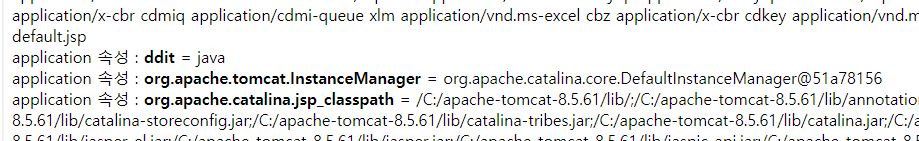 application/x-cbr cdmiq application/cdmi-queue xlm application/vnd.ms-excel cbz application/x-cbr cdkey application/vnd.m
default.jsp
application 속성 : ddit = java
application 속성 : org.apache.tomcat.InstanceManager = org.apache.catalina.core.DefaultInstanceManager@51a78156
application 속성 : org.apache.catalina.jsp_classpath = /C:/apache-tomcat-8.5.61/lib/;/C:/apache-tomcat-8.5.61/lib/annotation
8.5.61/lib/catalina-storeconfig.jar;/C:/apache-tomcat-8.5.61/lib/catalina-tribes.jar;/C:/apache-tomcat-8.5.61/lib/catalina.jar;/C:/a
8.5.61/lib/jasper-el.jar;/C:/apache-tomcat-8.5.61/lib/jasper.jar;/C:/apache-tomcat-8.5.61/lib/jaspic-api.jar;/C:/apache-tomcat-8.5